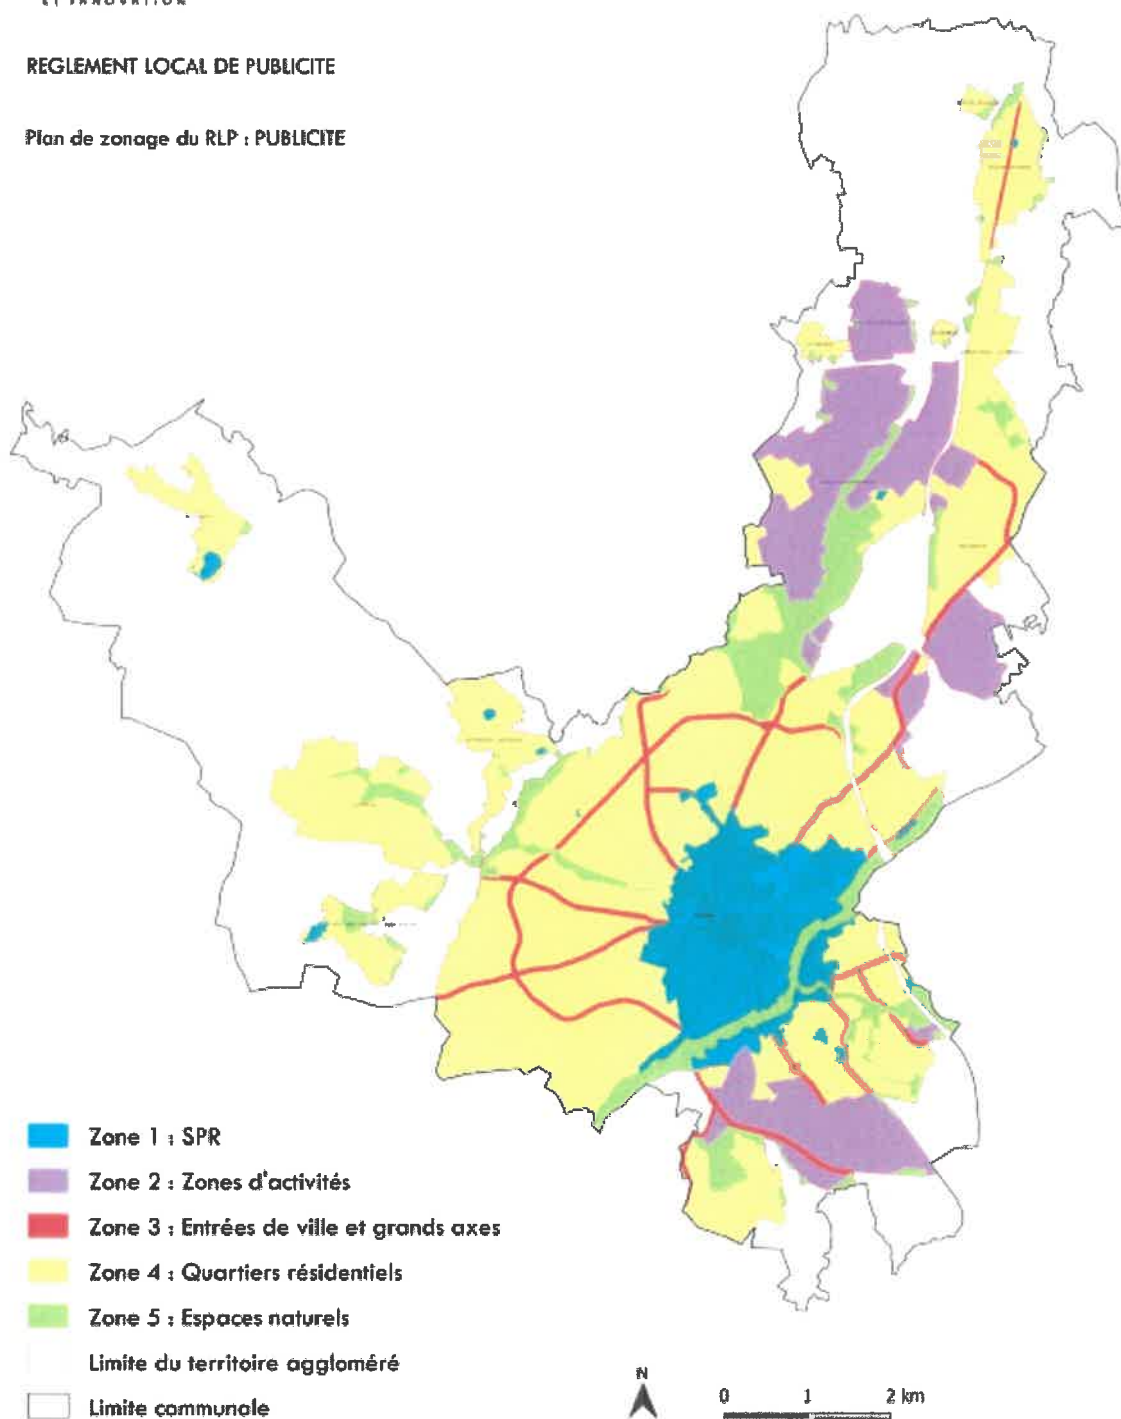 ET INNOVATION
REGLEMENT LOCAL DE PUBLICITE
Plan de zonage du RLP : PUBLICITE
Zone 1 : SPR
Zone 2 : Zones d'activités
Zone 3 : Entrées de ville et grands axes
Zone 4 : Quartiers résidentiels
Zone 5 : Espaces naturels
Limite du territoire aggloméré
Limite communale
N
0 1 2 km